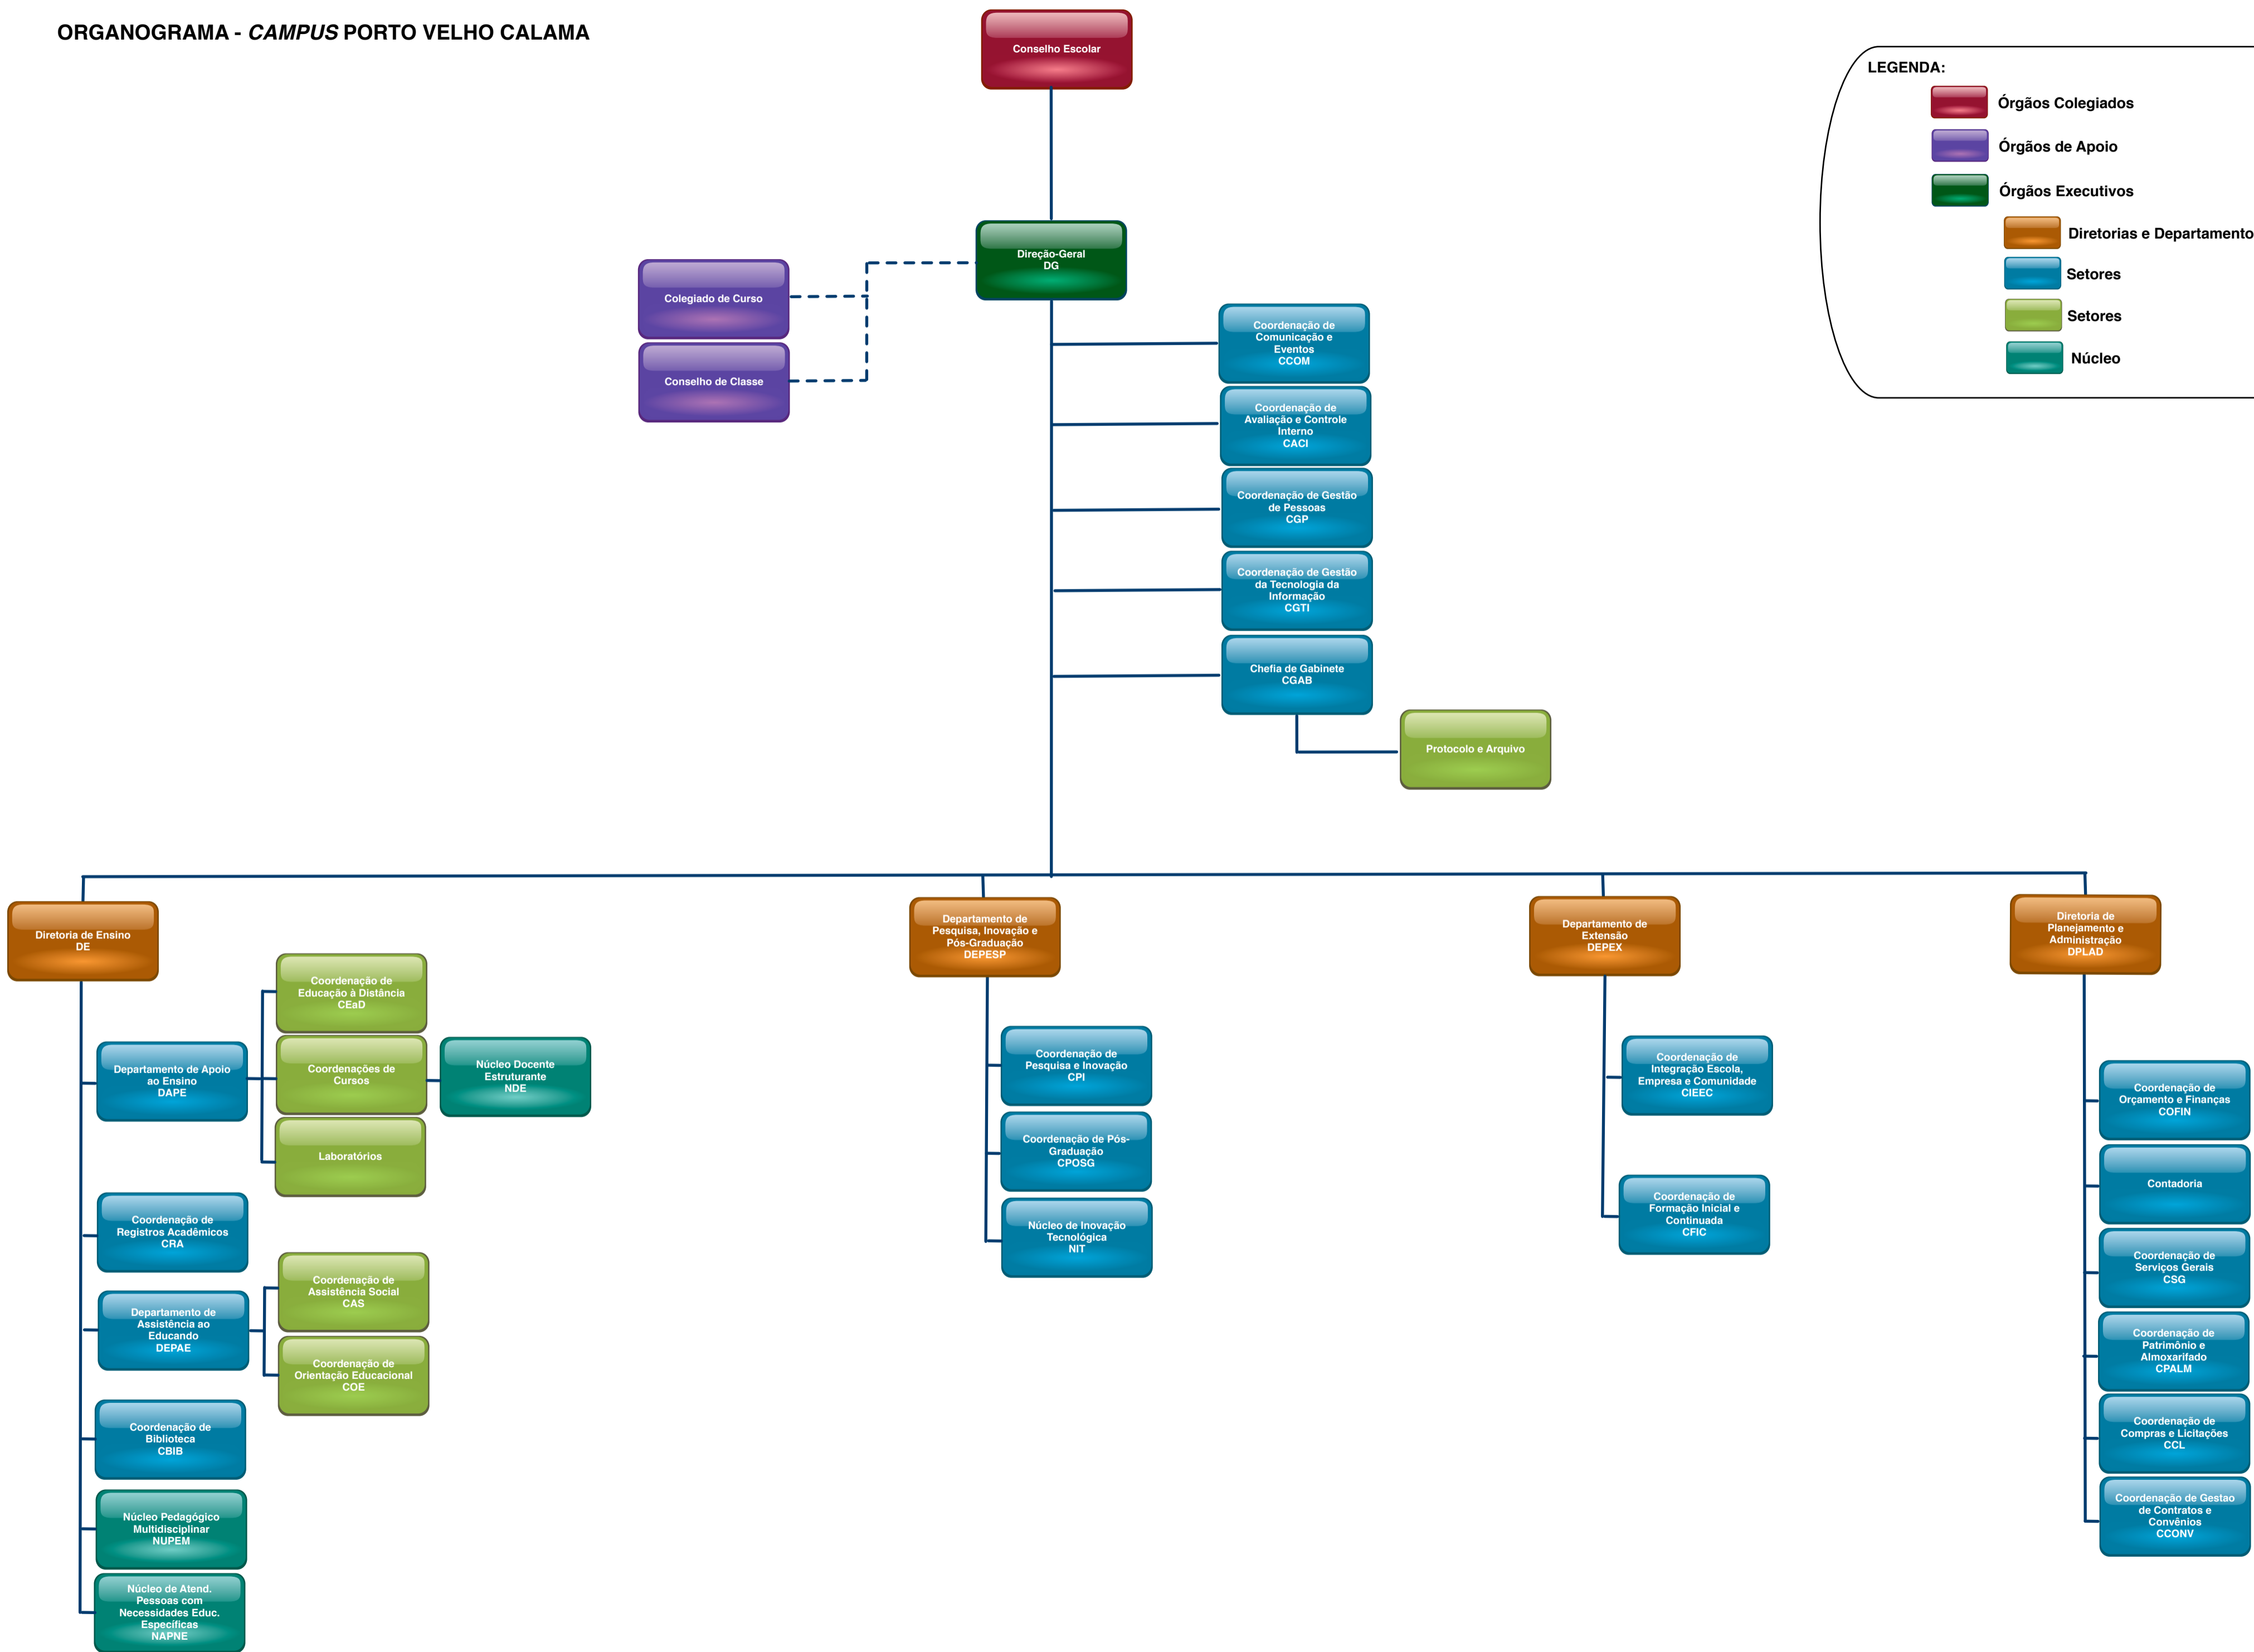 ORGANOGRAMA - CAMPUS PORTO VELHO CALAMA
Conselho Escolar
LEGENDA:
Órgãos Colegiados
Órgãos de Apoio
Órgãos Executivos
Diretorias e Departamento
Setores
Setores
Núcleo
Direção-Geral
DG
Colegiado de Curso
Conselho de Classe
Coordenação de
Comunicação e
Eventos
CCOM
Coordenação de
Avaliação e Controle
Interno
CACI
Coordenação de Gestão
de Pessoas
CGP
Coordenação de Gestão
da Tecnologia da
Informação
CGTI
Chefia de Gabinete
CGAB
Protocolo e Arquivo
Diretoria de Ensino
DE
Departamento de Apoio
ao Ensino
DAPE
Coordenação de
Educação à Distância
CEaD
Coordenações de
Cursos
Núcleo Docente
Estruturante
NDE
Laboratórios
Coordenação de
Registros Acadêmicos
CRA
Departamento de
Assistência ao
Educando
DEPAE
Coordenação de
Assistência Social
CAS
Coordenação de
Orientação Educacional
COE
Coordenação de
Biblioteca
CBIB
Núcleo Pedagógico
Multidisciplinar
NUPEM
Núcleo de Atend.
Pessoas com
Necessidades Educ.
Específicas
NAPNE
Departamento de
Pesquisa, Inovação e
Pós-Graduação
DEPESP
Coordenação de
Pesquisa e Inovação
CPI
Coordenação de Pós-
Graduação
CPOSG
Núcleo de Inovação
Tecnológica
NIT
Departamento de
Extensão
DEPEX
Coordenação de
Integração Escola,
Empresa e Comunidade
CIEEC
Coordenação de
Formação Inicial e
Continuada
CFIC
Diretoria de
Planejamento e
Administração
DPLAD
Coordenação de
Orçamento e Finanças
COFIN
Contadoria
Coordenação de
Serviços Gerais
CSG
Coordenação de
Patrimônio e
Almoxarifado
CPALM
Coordenação de
Compras e Licitações
CCL
Coordenação de Gestao
de Contratos e
Convênios
CCONV